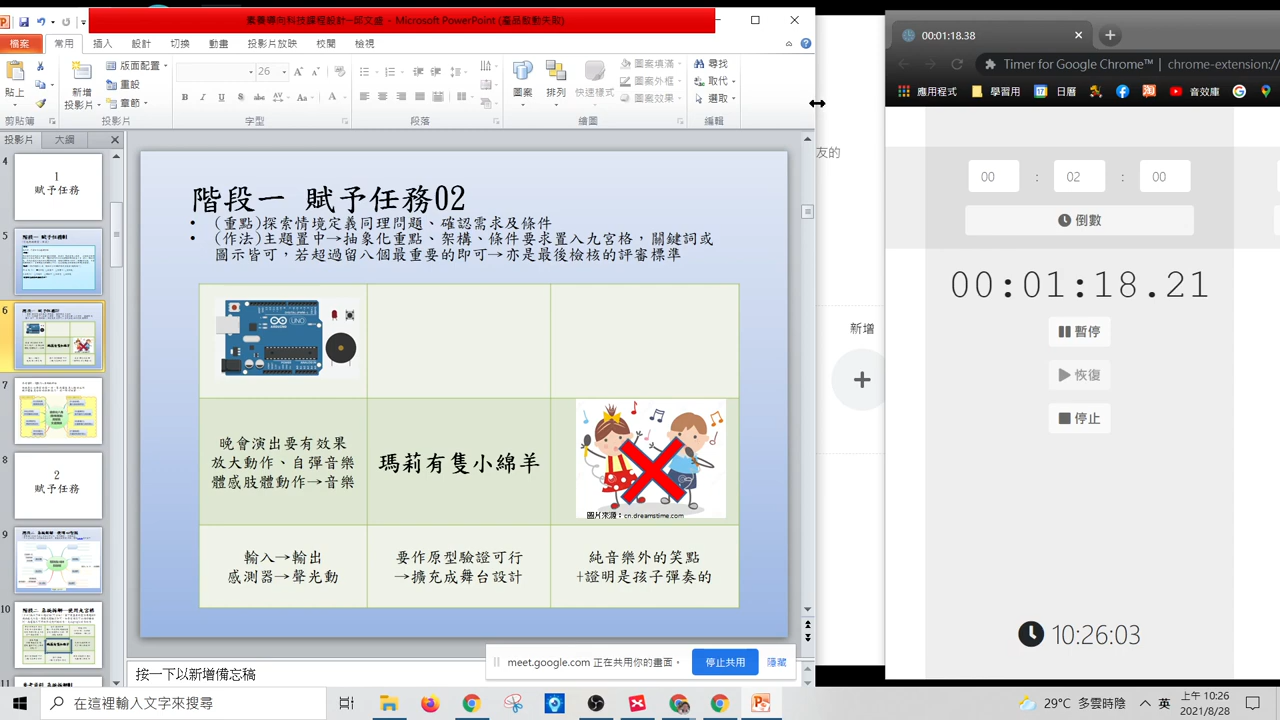 素養導向科技課程設計—邱文盛 - Microsoft PowerPoint (產品啟動失敗)
檔案 常用 插入 設計 切換 動畫 投影片放映 校閱 檢視
貼上
剪貼簿
新增
投影片
版面配置
重設
章節
投影片
26
B I U S abc AV Aa A
字型
段落
圖案 排列 快速樣式
圖案填滿
圖案外框
圖案效果
繪圖
尋找
取代
選取
編輯
投影片 大綱
4
1
賦予任務
5
6
7
8
2
賦予任務
9
10
階段一 賦予任務02
• (重點)探索情境定義同理問題、確認需求及條件
• (作法)主題置中→抽象化重點、架構、條件要求置入九宮格，關鍵詞或
圖示皆可，若超過留八個最重要的即可→亦是最後檢核的評審標準
晚會演出要有效果
放大動作、自彈音樂
體感肢體動作→音樂
瑪莉有隻小綿羊
圖片來源：cn.dreamstime.com
輸入→輸出
感測器→聲光動
要作原型驗證可行
→擴充成舞台設計
純音樂外的笑點
+證明是孩子彈奏的
按一下以新增備忘稿
meet.google.com 正在共用你的畫面。 停止共用 隱藏
友的
新增
00:01:18.38
Timer for Google Chrome™ | chrome-extension://
應用程式 學習用 日曆 音效庫
00 : 02 : 00
倒數
00:01:18.21
暫停
恢復
停止
10:26:03
在這裡輸入文字來搜尋
29°C 多雲時陰
英
上午 10:26
2021/8/28